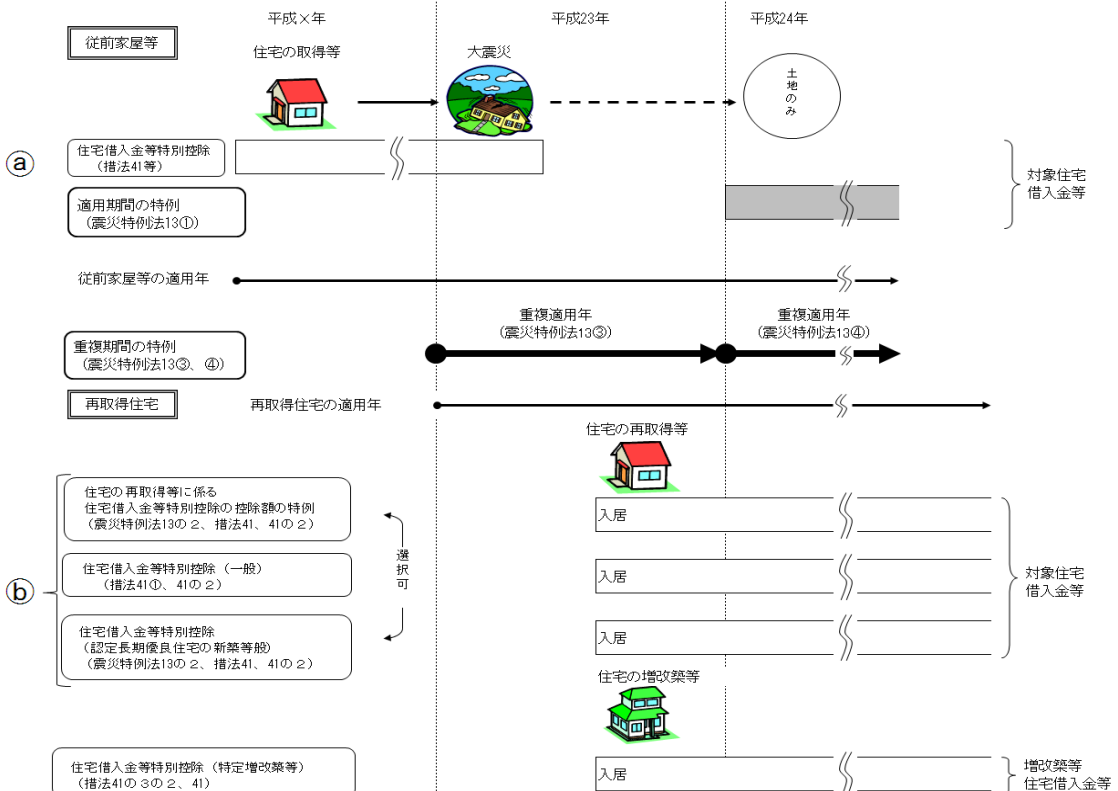 平成×年
平成23年
平成24年
従前家屋等
住宅の取得等
大震災
土地のみ
ⓐ
住宅借入金等特別控除
(措法41等)
適用期間の特例
(震災特例法13①)
対象住宅
借入金等
従前家屋等の適用年
重複適用年
(震災特例法13③)
重複適用年
(震災特例法13④)
重複期間の特例
(震災特例法13③、④)
再取得住宅
再取得住宅の適用年
住宅の再取得等
住宅の再取得等に係る
住宅借入金等特別控除の控除額の特例
(震災特例法13の2、措法41、41の2)
入居
選択可
ⓑ
住宅借入金等特別控除(一般)
(措法41①、41の2)
入居
対象住宅
借入金等
住宅借入金等特別控除
(認定長期優良住宅の新築等般)
(震災特例法13の2、措法41、41の2)
入居
住宅の増改築等
住宅借入金等特別控除(特定増改築等)
(措法41の3の2、41)
入居
増改築等
住宅借入金等